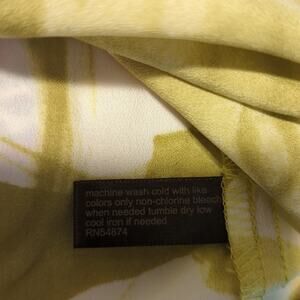 machine wash cold with like
colors only non-chlorine bleach
when needed tumble dry low
cool iron if needed
RN54874